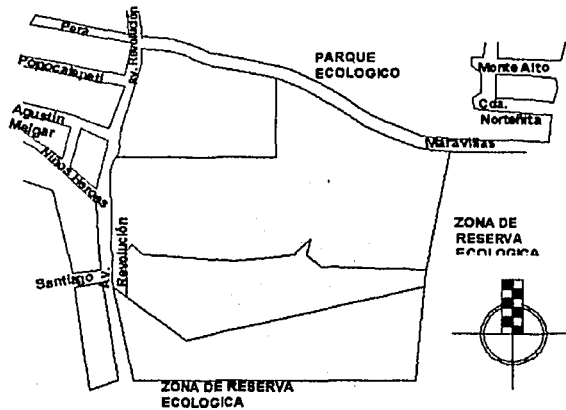 Pera
Av. Revolución
Popocatepetl
PARQUE
ECOLOGICO
Monte Alto
Cda.
Norteñita
Agustin
Melgar
Niños Heroes
Maravillas
ZONA DE
RESERVA
ECOLOGICA
Santiago
Av.
Revolución
ZONA DE RESERVA
ECOLOGICA